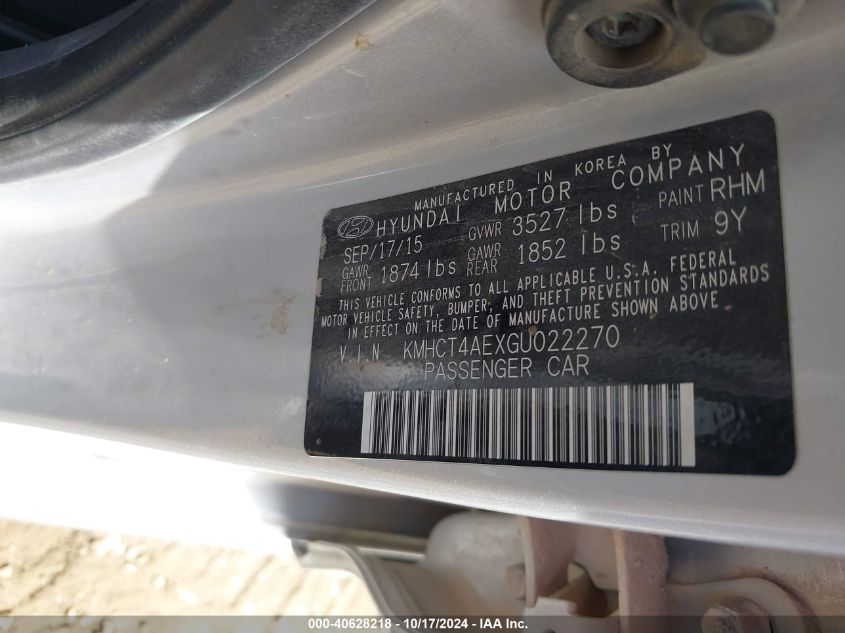 MANUFACTURED IN KOREA BY
HYUNDAI MOTOR COMPANY
SEP/17/15 GVWR 3527 lbs PAINT RHM
GAWR FRONT 1874 lbs GAWR REAR 1852 lbs TRIM 9Y
THIS VEHICLE CONFORMS TO ALL APPLICABLE U.S.A. FEDERAL
MOTOR VEHICLE SAFETY, BUMPER, AND THEFT PREVENTION STANDARDS
IN EFFECT ON THE DATE OF MANUFACTURE SHOWN ABOVE
V.I.N KMHCT4AEXGU022270
PASSENGER CAR
000-40628218 - 10/17/2024 - IAA Inc.